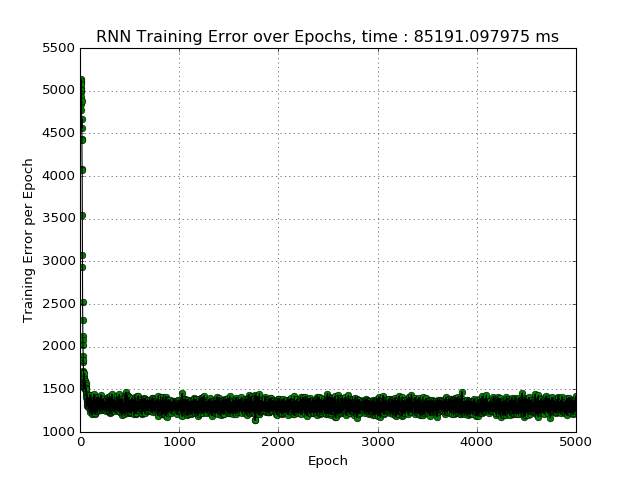 RNN Training Error over Epochs, time : 85191.097975 ms
5500
5000
4500
4000
3500
3000
2500
2000
1500
1000
Training Error per Epoch
0 1000 2000 3000 4000 5000
Epoch